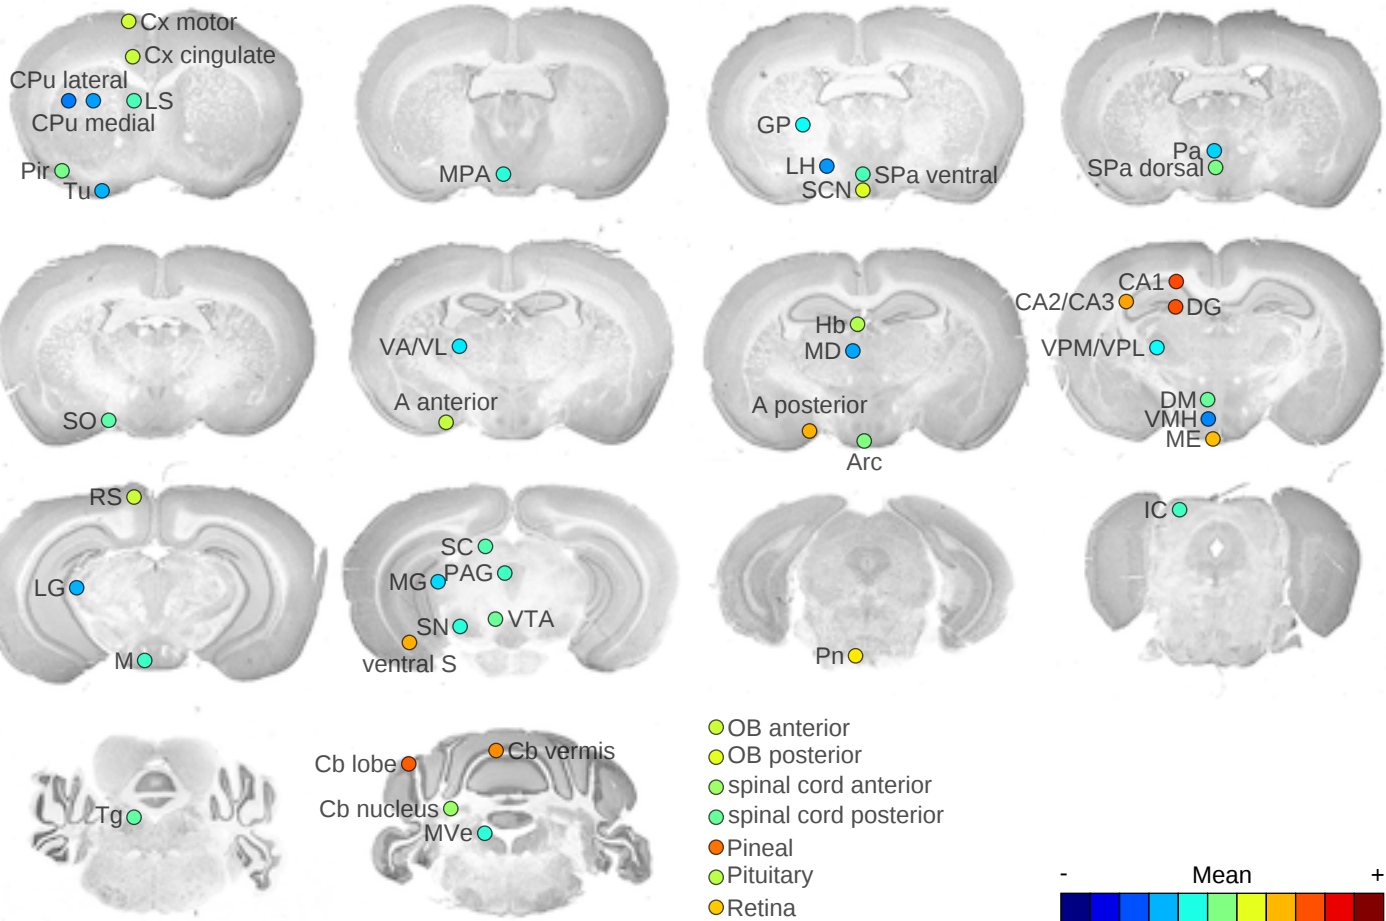 Cx motor
Cx cingulate
CPu lateral
LS
CPu medial
Pir
Tu
MPA
GP
LH
SPa ventral
SCN
Pa
SPa dorsal
SO
VA/VL
A anterior
Hb
MD
A posterior
Arc
CA1
CA2/CA3
DG
VPM/VPL
DM
VMH
ME
RS
LG
M
SC
MG
PAG
SN
VTA
ventral S
Pn
IC
Tg
Cb lobe
Cb vermis
Cb nucleus
MVe
OB anterior
OB posterior
spinal cord anterior
spinal cord posterior
Pineal
Pituitary
Retina
- Mean +